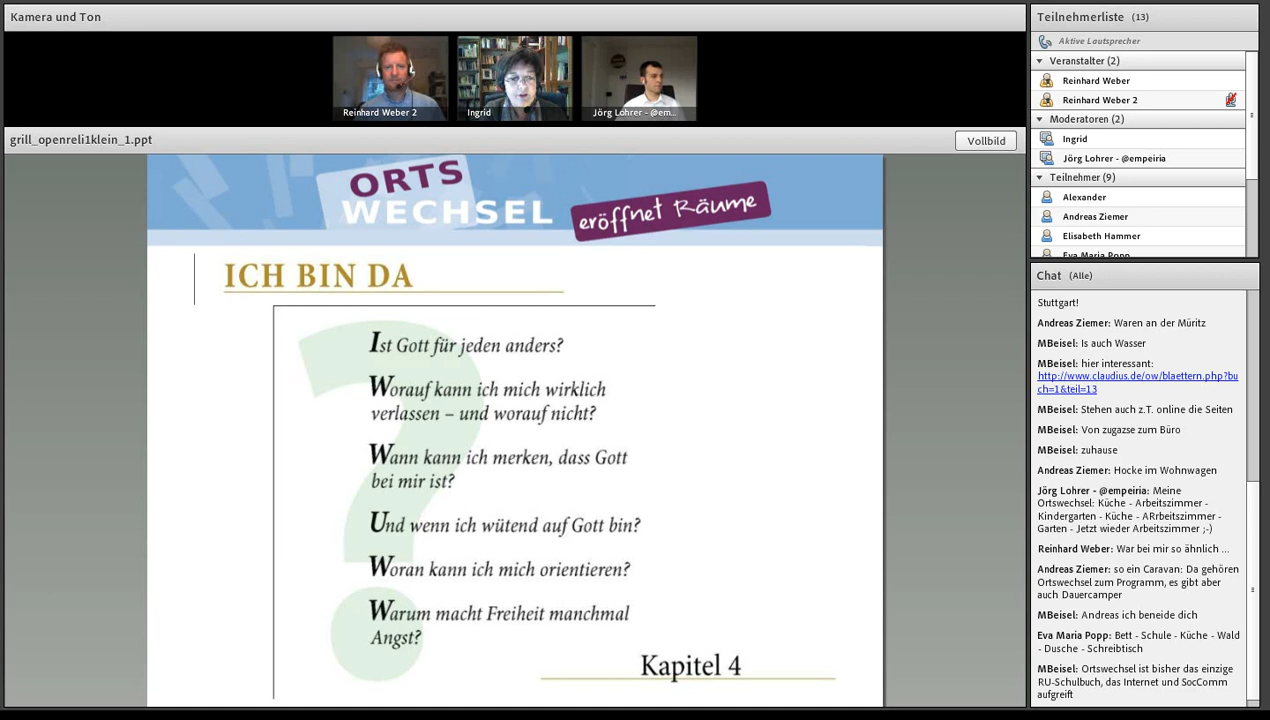 Kamera und Ton
Reinhard Weber 2
Ingrid
Jörg Lohrer - @em...
grill_openreli1klein_1.ppt
Vollbild
ORTS
WECHSEL
eröffnet Räume
ICH BIN DA
Ist Gott für jeden anders?
Worauf kann ich mich wirklich
verlassen – und worauf nicht?
Wann kann ich merken, dass Gott
bei mir ist?
Und wenn ich wütend auf Gott bin?
Woran kann ich mich orientieren?
Warum macht Freiheit manchmal
Angst?
Kapitel 4
Teilnehmerliste (13)
Aktive Lautsprecher
Veranstalter (2)
Reinhard Weber
Reinhard Weber 2
Moderatoren (2)
Ingrid
Jörg Lohrer - @empeiria
Teilnehmer (9)
Alexander
Andreas Ziemer
Elisabeth Hammer
Eva Maria Popp
Chat (Alle)
Stuttgart!
Andreas Ziemer: Waren an der Müritz
MBeisel: Is auch Wasser
MBeisel: hier interessant:
http://www.claudius.de/ow/blaettern.php?bu
ch=1&teil=13
MBeisel: Stehen auch z.T. online die Seiten
MBeisel: Von zugazse zum Büro
MBeisel: zuhause
Andreas Ziemer: Hocke im Wohnwagen
Jörg Lohrer - @empeiria: Meine
Ortswechsel: Küche - Arbeitszimmer -
Kindergarten - Küche - ARrbeitszimmer -
Garten - Jetzt wieder Arbeitszimmer ;-)
Reinhard Weber: War bei mir so ähnlich ...
Andreas Ziemer: so ein Caravan: Da gehören
Ortswechsel zum Programm, es gibt aber
auch Dauercamper
MBeisel: Andreas ich beneide dich
Eva Maria Popp: Bett - Schule - Küche - Wald
- Dusche - Schreibtisch
MBeisel: Ortswechsel ist bisher das einzige
RU-Schulbuch, das Internet und SocComm
aufgreift